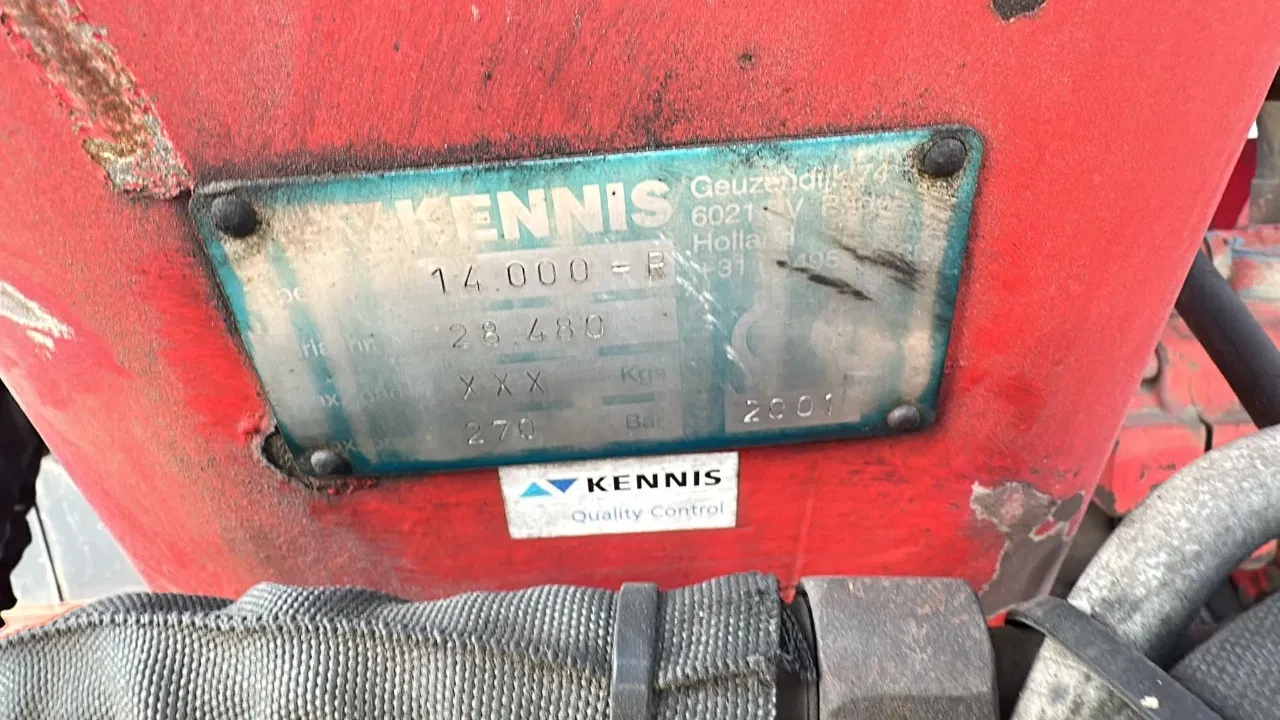 KENNIS
Geuzendijk 74
6021
Holland
+31
14.000-R
28.480
XXX Kgs
270 Bar
2001
KENNIS
Quality Control